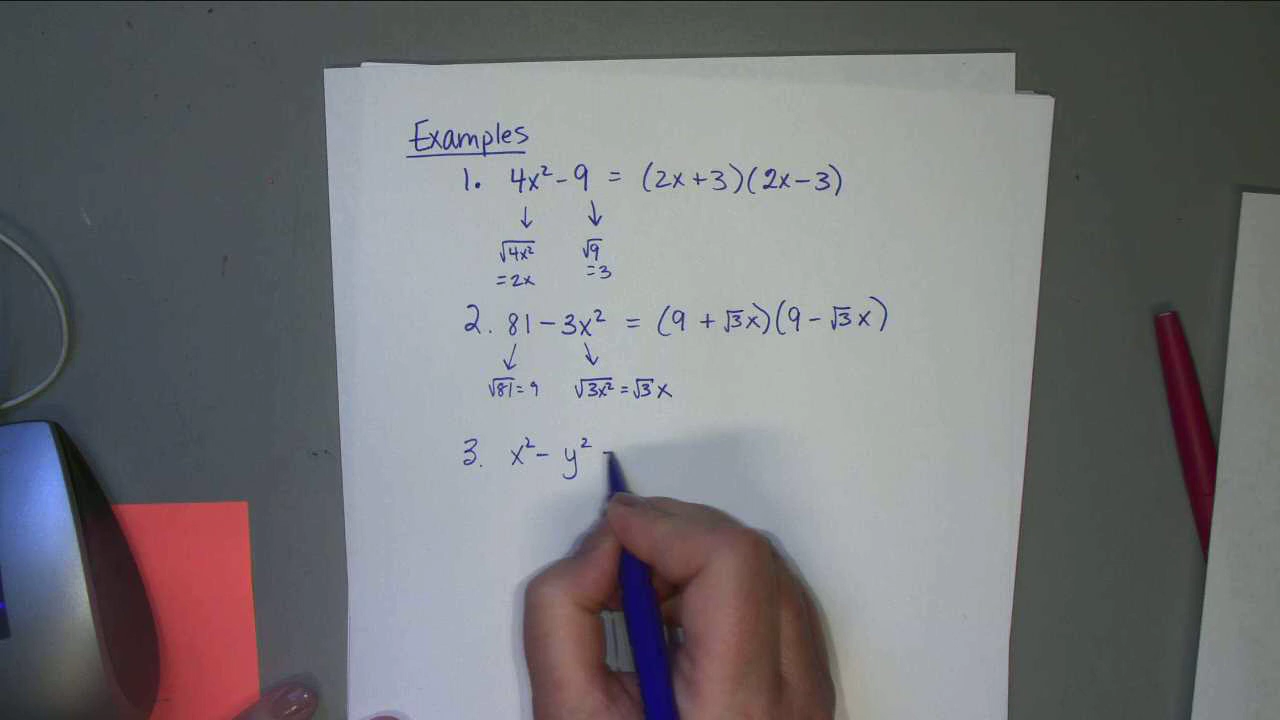 Examples
1. 4x² - 9 = (2x + 3)(2x - 3)
↓ ↓
√4x² √9
= 2x = 3
2. 81 - 3x² = (9 + √3x)(9 - √3x)
↓ ↓
√81 = 9 √3x² = √3x
3. x² - y² -